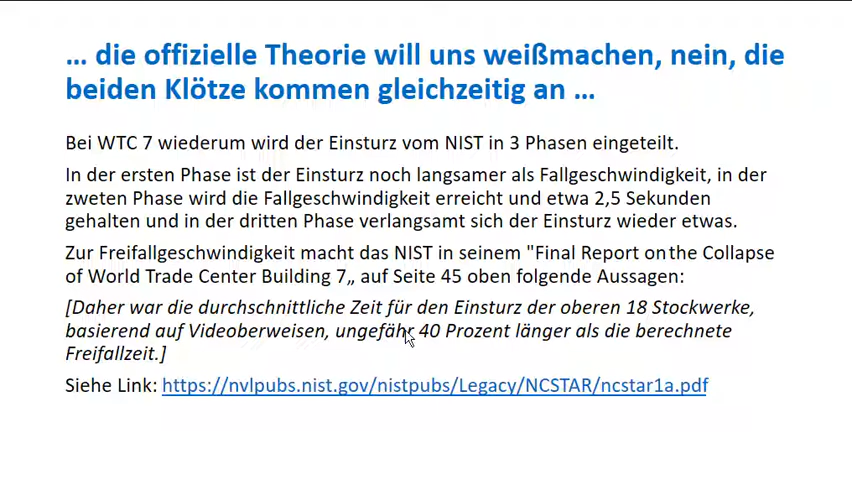 … die offizielle Theorie will uns weißmachen, nein, die
beiden Klötze kommen gleichzeitig an …
Bei WTC 7 wiederum wird der Einsturz vom NIST in 3 Phasen eingeteilt.
In der ersten Phase ist der Einsturz noch langsamer als Fallgeschwindigkeit, in der
zweten Phase wird die Fallgeschwindigkeit erreicht und etwa 2,5 Sekunden
gehalten und in der dritten Phase verlangsamt sich der Einsturz wieder etwas.
Zur Freifallgeschwindigkeit macht das NIST in seinem "Final Report on the Collapse
of World Trade Center Building 7„ auf Seite 45 oben folgende Aussagen:
[Daher war die durchschnittliche Zeit für den Einsturz der oberen 18 Stockwerke,
basierend auf Videoberweisen, ungefähr 40 Prozent länger als die berechnete
Freifallzeit.]
Siehe Link: https://nvlpubs.nist.gov/nistpubs/Legacy/NCSTAR/ncstar1a.pdf